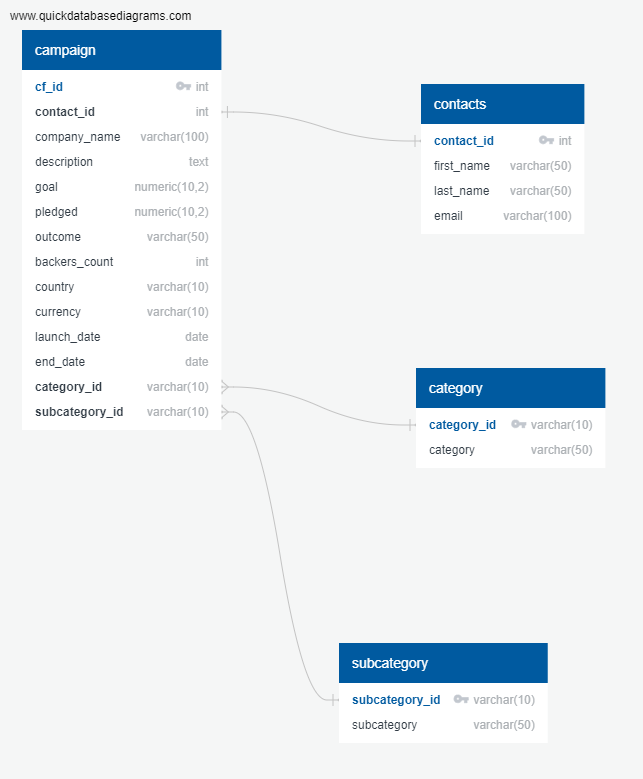 www.quickdatabasediagrams.com
campaign
cf_id int
contact_id int
company_name varchar(100)
description text
goal numeric(10,2)
pledged numeric(10,2)
outcome varchar(50)
backers_count int
country varchar(10)
currency varchar(10)
launch_date date
end_date date
category_id varchar(10)
subcategory_id varchar(10)
contacts
contact_id int
first_name varchar(50)
last_name varchar(50)
email varchar(100)
category
category_id varchar(10)
category varchar(50)
subcategory
subcategory_id varchar(10)
subcategory varchar(50)